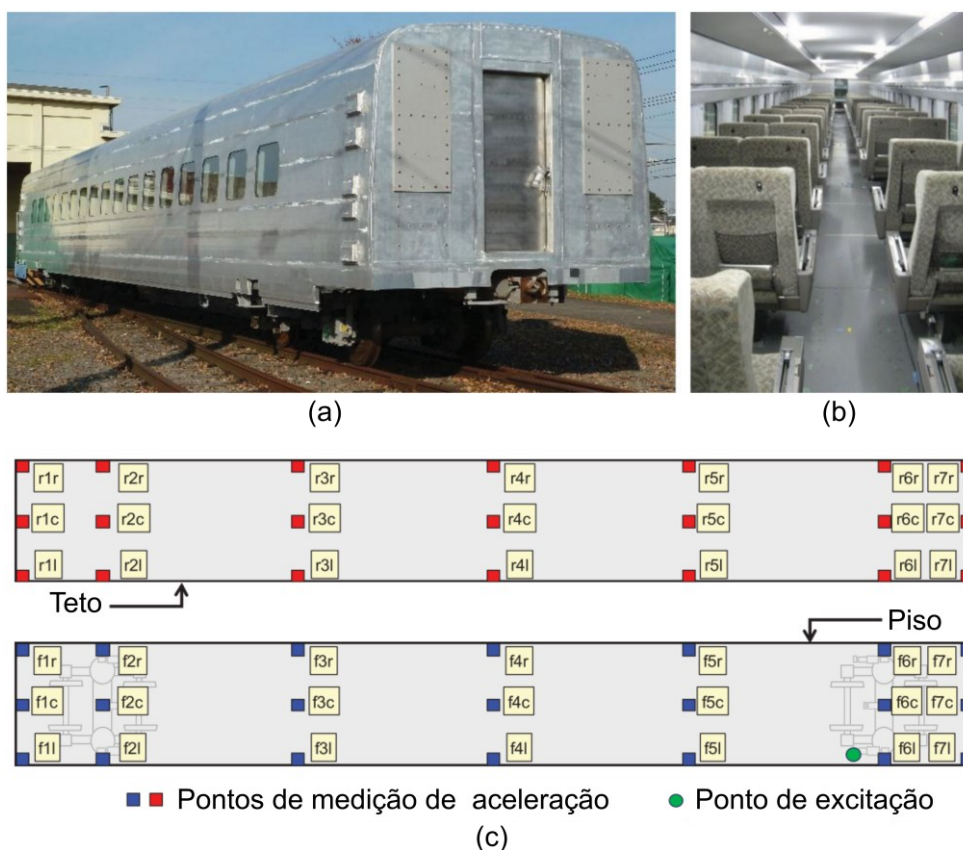 (a)
(b)
r1r r2r r3r r4r r5r r6r r7r
r1c r2c r3c r4c r5c r6c r7c
r1l r2l r3l r4l r5l r6l r7l
Teto
Piso
f1r f2r f3r f4r f5r f6r f7r
f1c f2c f3c f4c f5c f6c f7c
f1l f2l f3l f4l f5l f6l f7l
Pontos de medição de aceleração
Ponto de excitação
(c)